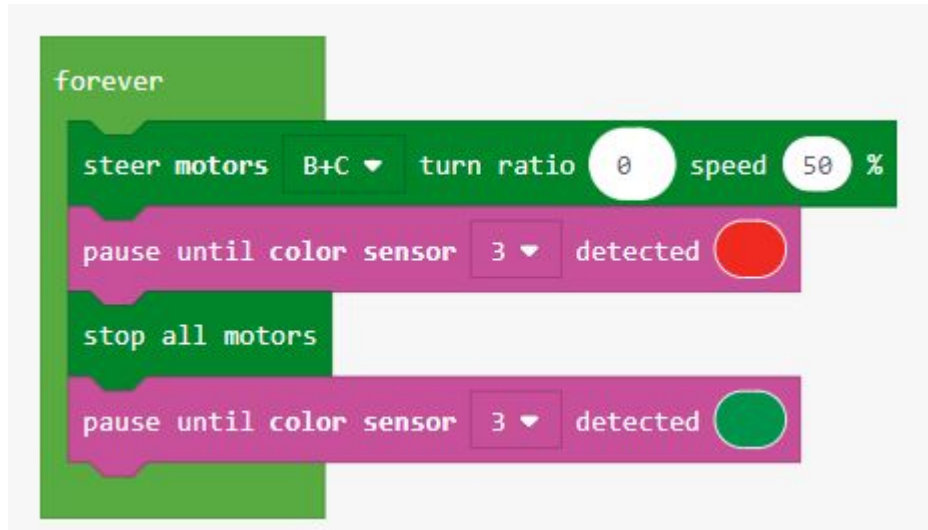 forever
steer motors B+C turn ratio 0 speed 50 %
pause until color sensor 3 detected
stop all motors
pause until color sensor 3 detected